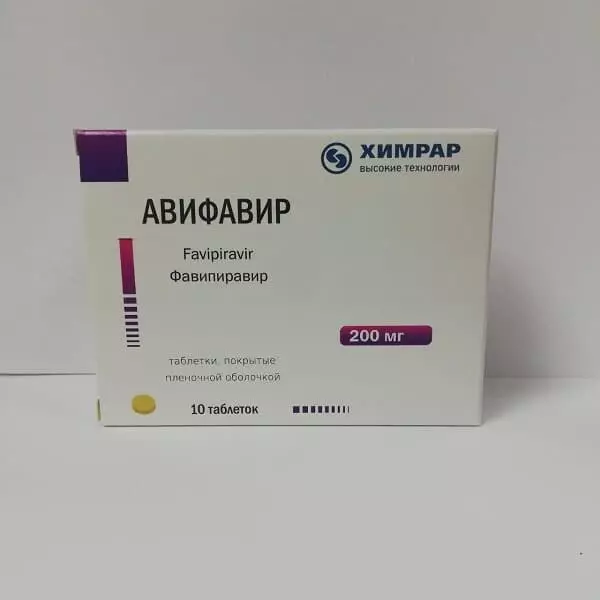 ХИМРАР
ВЫСОКИЕ ТЕХНОЛОГИИ
АВИФАВИР
Favipiravir
Фавипиравир
200 мг
таблетки, покрытые
пленочной оболочкой
10 таблеток